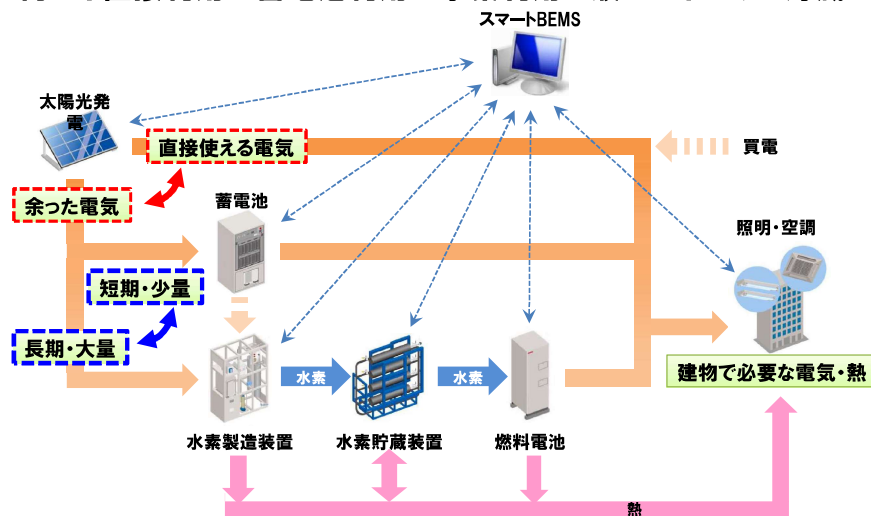 スマートBEMS
太陽光発
電
直接使える電気
買電
余った電気
蓄電池
照明・空調
短期・少量
長期・大量
水素
水素
建物で必要な電気・熱
水素製造装置
水素貯蔵装置
燃料電池
熱